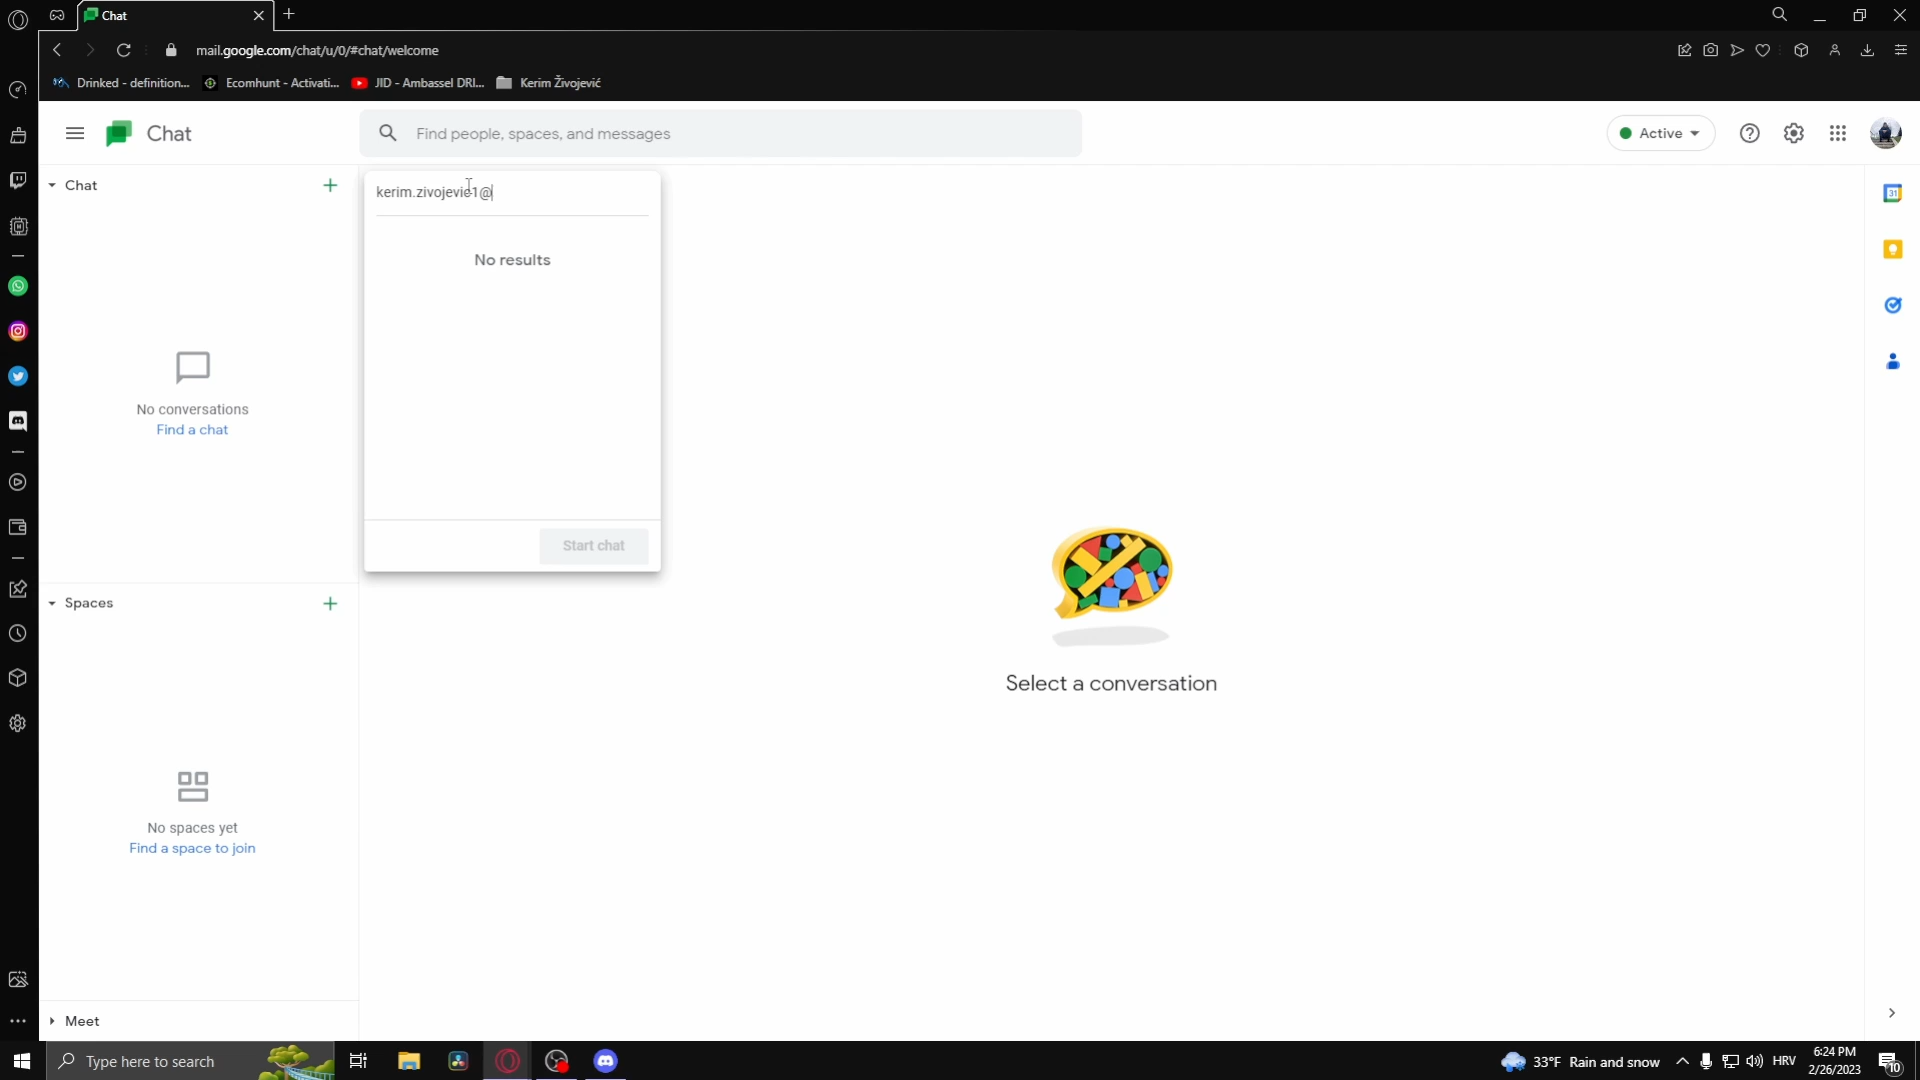 Chat
mail.google.com/chat/u/0/#chat/welcome
Drinked - definition... Ecomhunt - Activati... JID - Ambassel DRI... Kerim Živojević
Chat
Find people, spaces, and messages
Active
31
Chat
kerim.zivojevic1@
No results
No conversations
Find a chat
Start chat
Spaces
Select a conversation
No spaces yet
Find a space to join
Meet
Type here to search
33°F Rain and snow
HRV
6:24 PM
2/26/2023
10